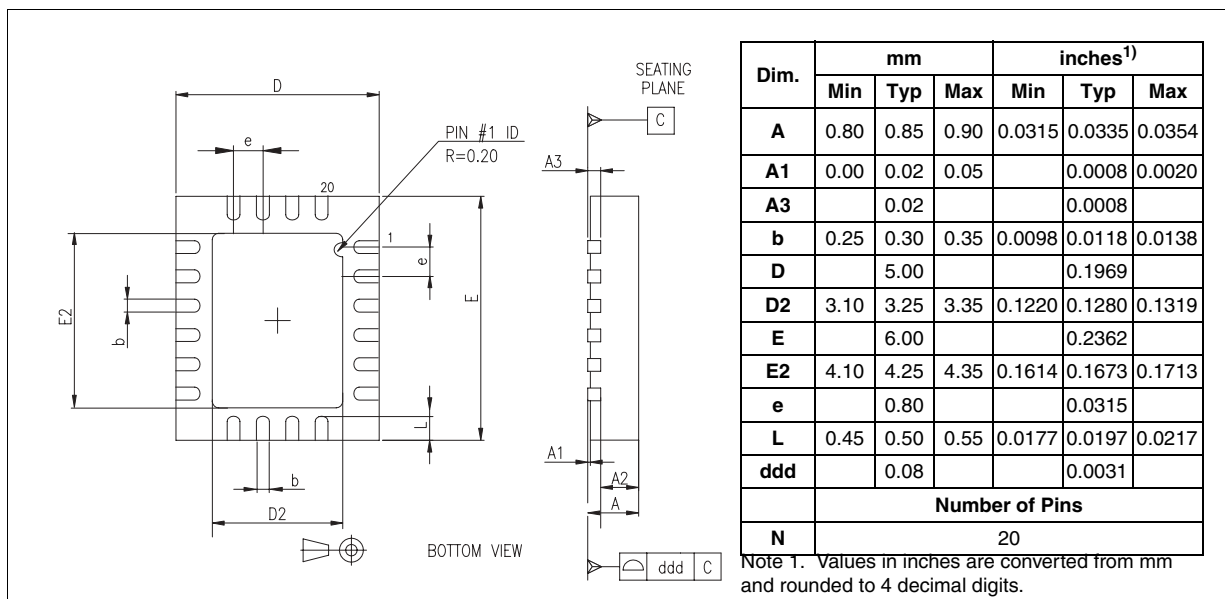 D
e
PIN #1 ID
R=0.20
20
1
e
E2
b
E
L
b
D2
BOTTOM VIEW
SEATING
PLANE
C
A3
A1
A2
A
ddd C
Dim. mm inches1)
Min Typ Max Min Typ Max
A 0.80 0.85 0.90 0.0315 0.0335 0.0354
A1 0.00 0.02 0.05 0.0008 0.0020
A3 0.02 0.0008
b 0.25 0.30 0.35 0.0098 0.0118 0.0138
D 5.00 0.1969
D2 3.10 3.25 3.35 0.1220 0.1280 0.1319
E 6.00 0.2362
E2 4.10 4.25 4.35 0.1614 0.1673 0.1713
e 0.80 0.0315
L 0.45 0.50 0.55 0.0177 0.0197 0.0217
ddd 0.08 0.0031
Number of Pins
N 20
Note 1. Values in inches are converted from mm
and rounded to 4 decimal digits.